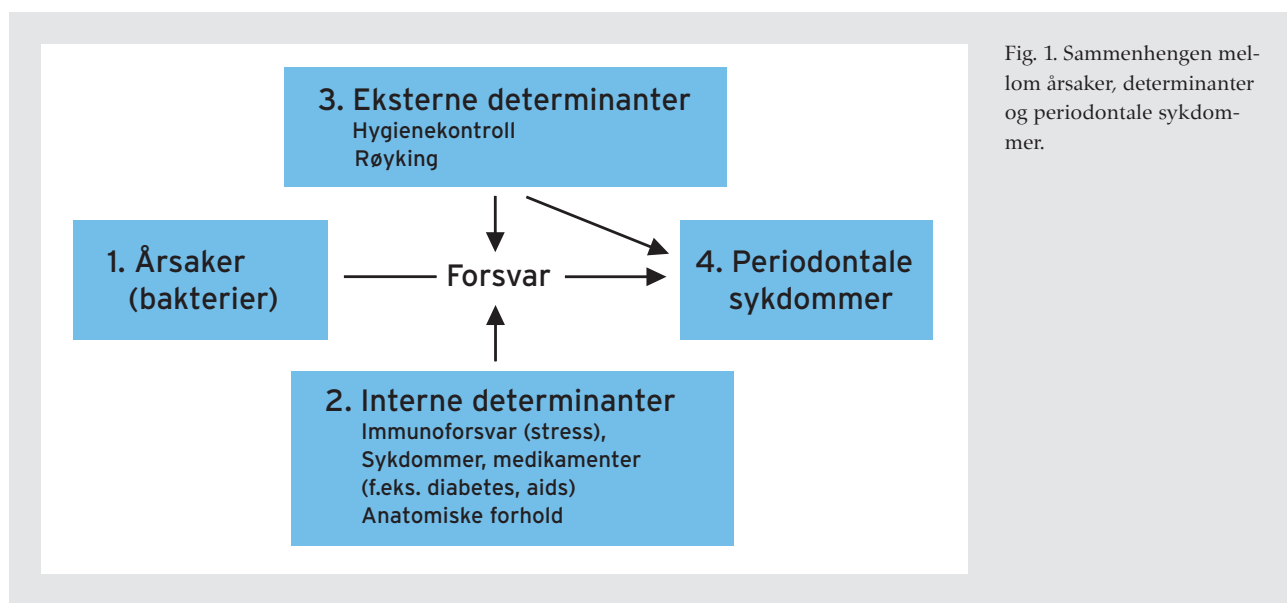 3. Eksterne determinanter
Hygienekontroll
Røyking
1. Årsaker
(bakterier)
Forsvar
4. Periodontale
sykdommer
2. Interne determinanter
Immunoforsvar (stress),
Sykdommer, medikamenter
(f.eks. diabetes, aids)
Anatomiske forhold
Fig. 1. Sammenhengen mel-
lom årsaker, determinanter
og periodontale sykdom-
mer.